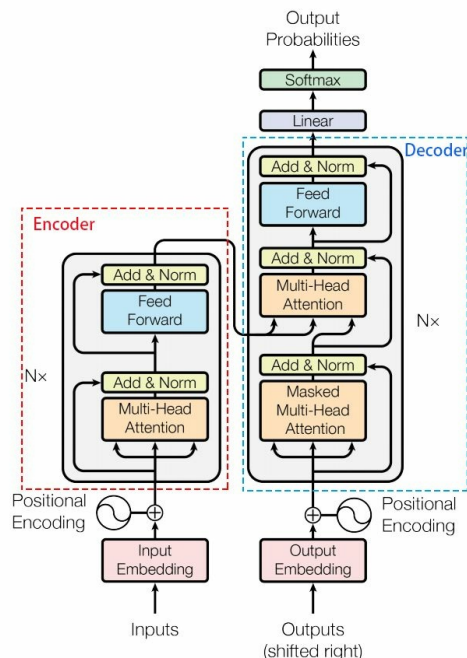 Output
Probabilities
Softmax
Linear
Decoder
Add & Norm
Feed
Forward
Add & Norm
Multi-Head
Attention
Nx
Add & Norm
Masked
Multi-Head
Attention
Encoder
Add & Norm
Feed
Forward
Nx
Add & Norm
Multi-Head
Attention
Positional
Encoding
Positional
Encoding
Input
Embedding
Output
Embedding
Inputs
Outputs
(shifted right)